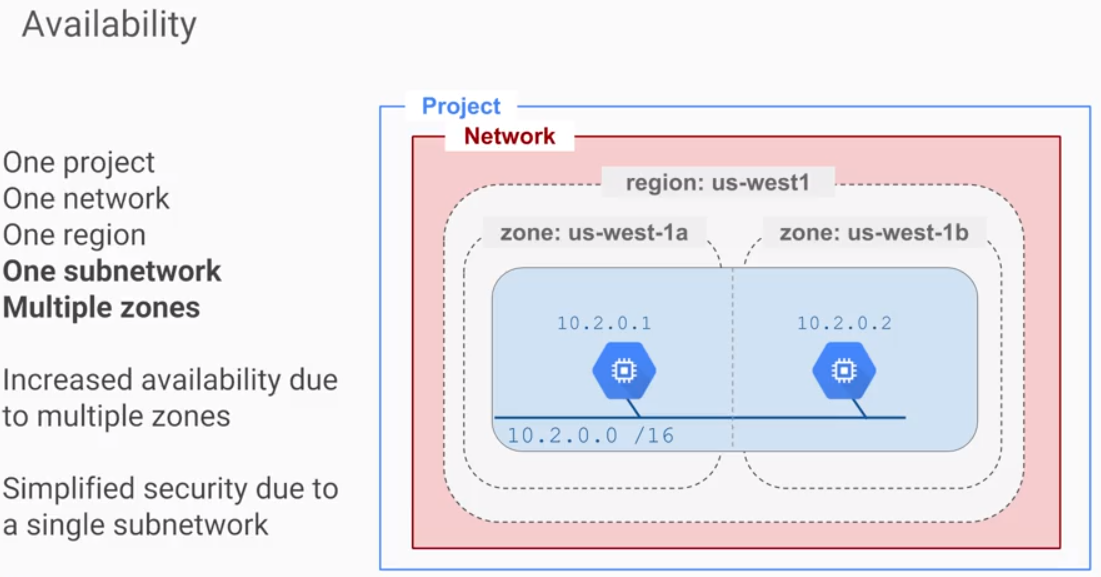 Availability
One project
One network
One region
One subnetwork
Multiple zones
Increased availability due
to multiple zones
Simplified security due to
a single subnetwork
Project
Network
region: us-west1
zone: us-west-1a
zone: us-west-1b
10.2.0.1
10.2.0.2
10.2.0.0 /16